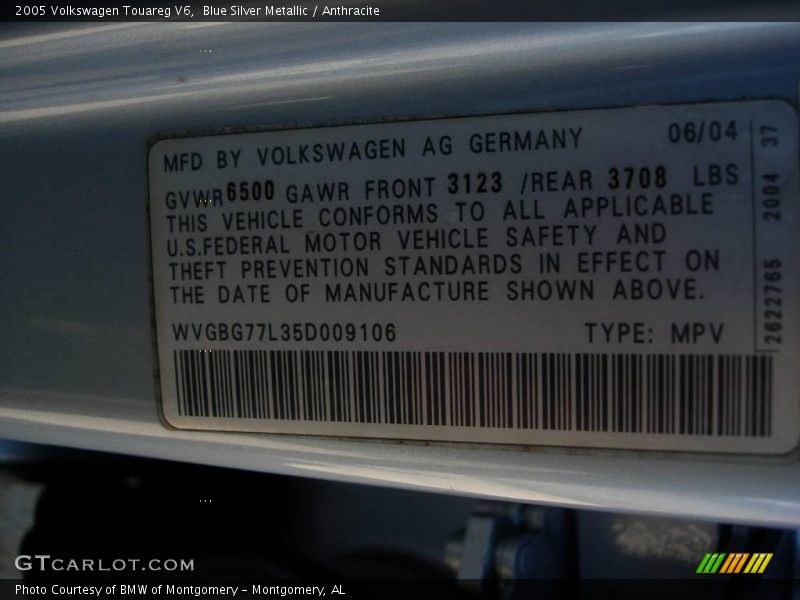 2005 Volkswagen Touareg V6,  Blue Silver Metallic / Anthracite
MFD BY VOLKSWAGEN AG GERMANY 06/04
GVWR 6500 GAWR FRONT 3123 /REAR 3708 LBS
THIS VEHICLE CONFORMS TO ALL APPLICABLE
U.S.FEDERAL MOTOR VEHICLE SAFETY AND
THEFT PREVENTION STANDARDS IN EFFECT ON
THE DATE OF MANUFACTURE SHOWN ABOVE.
WVGBG77L35D009106 TYPE: MPV
2622765 2004 37
GTCARLOT.COM
Photo Courtesy of BMW of Montgomery - Montgomery, AL